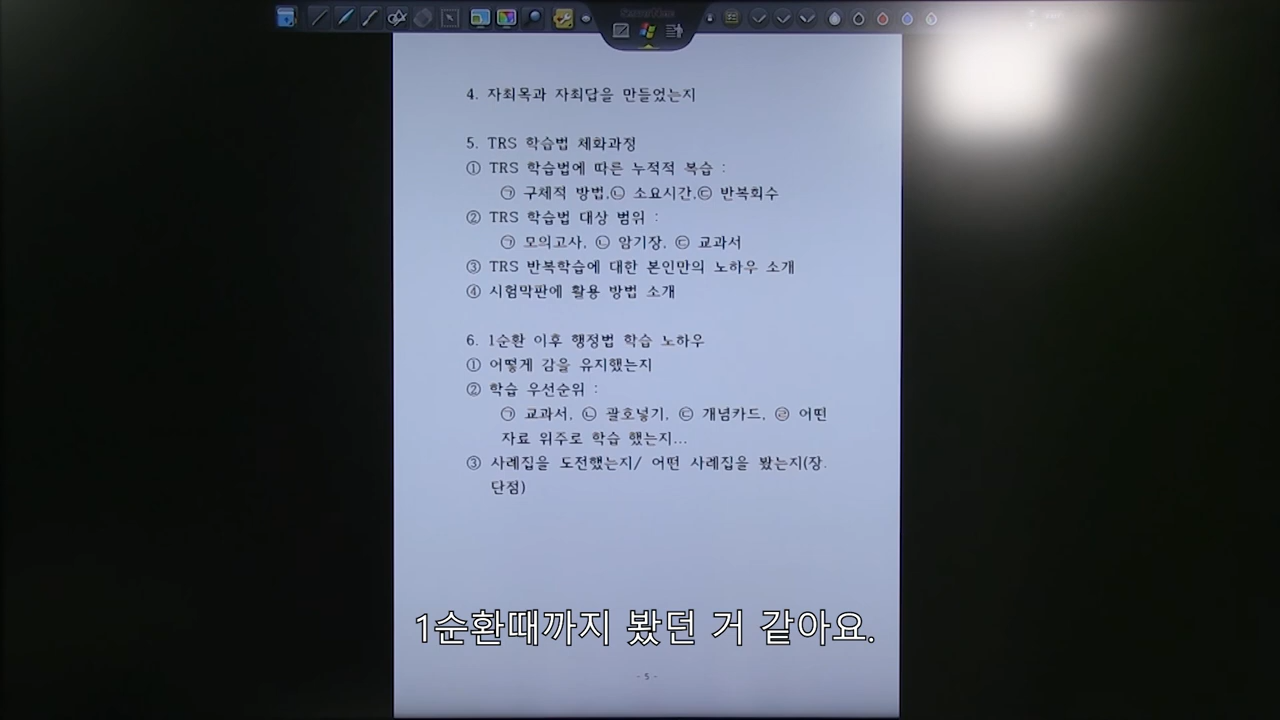 4. 자최목과 자최답을 만들었는지
5. TRS 학습법 체화과정
① TRS 학습법에 따른 누적적 복습 :
㉠ 구체적 방법,㉡ 소요시간,㉢ 반복회수
② TRS 학습법 대상 범위 :
㉠ 모의고사, ㉡ 암기장, ㉢ 교과서
③ TRS 반복학습에 대한 본인만의 노하우 소개
④ 시험막판에 활용 방법 소개
6. 1순환 이후 행정법 학습 노하우
① 어떻게 감을 유지했는지
② 학습 우선순위 :
㉠ 교과서, ㉡ 괄호넣기, ㉢ 개념카드, ㉣ 어떤
자료 위주로 학습 했는지...
③ 사례집을 도전했는지/ 어떤 사례집을 봤는지(장.
단점)
1순환때까지 봤던 거 같아요.
- 5 -